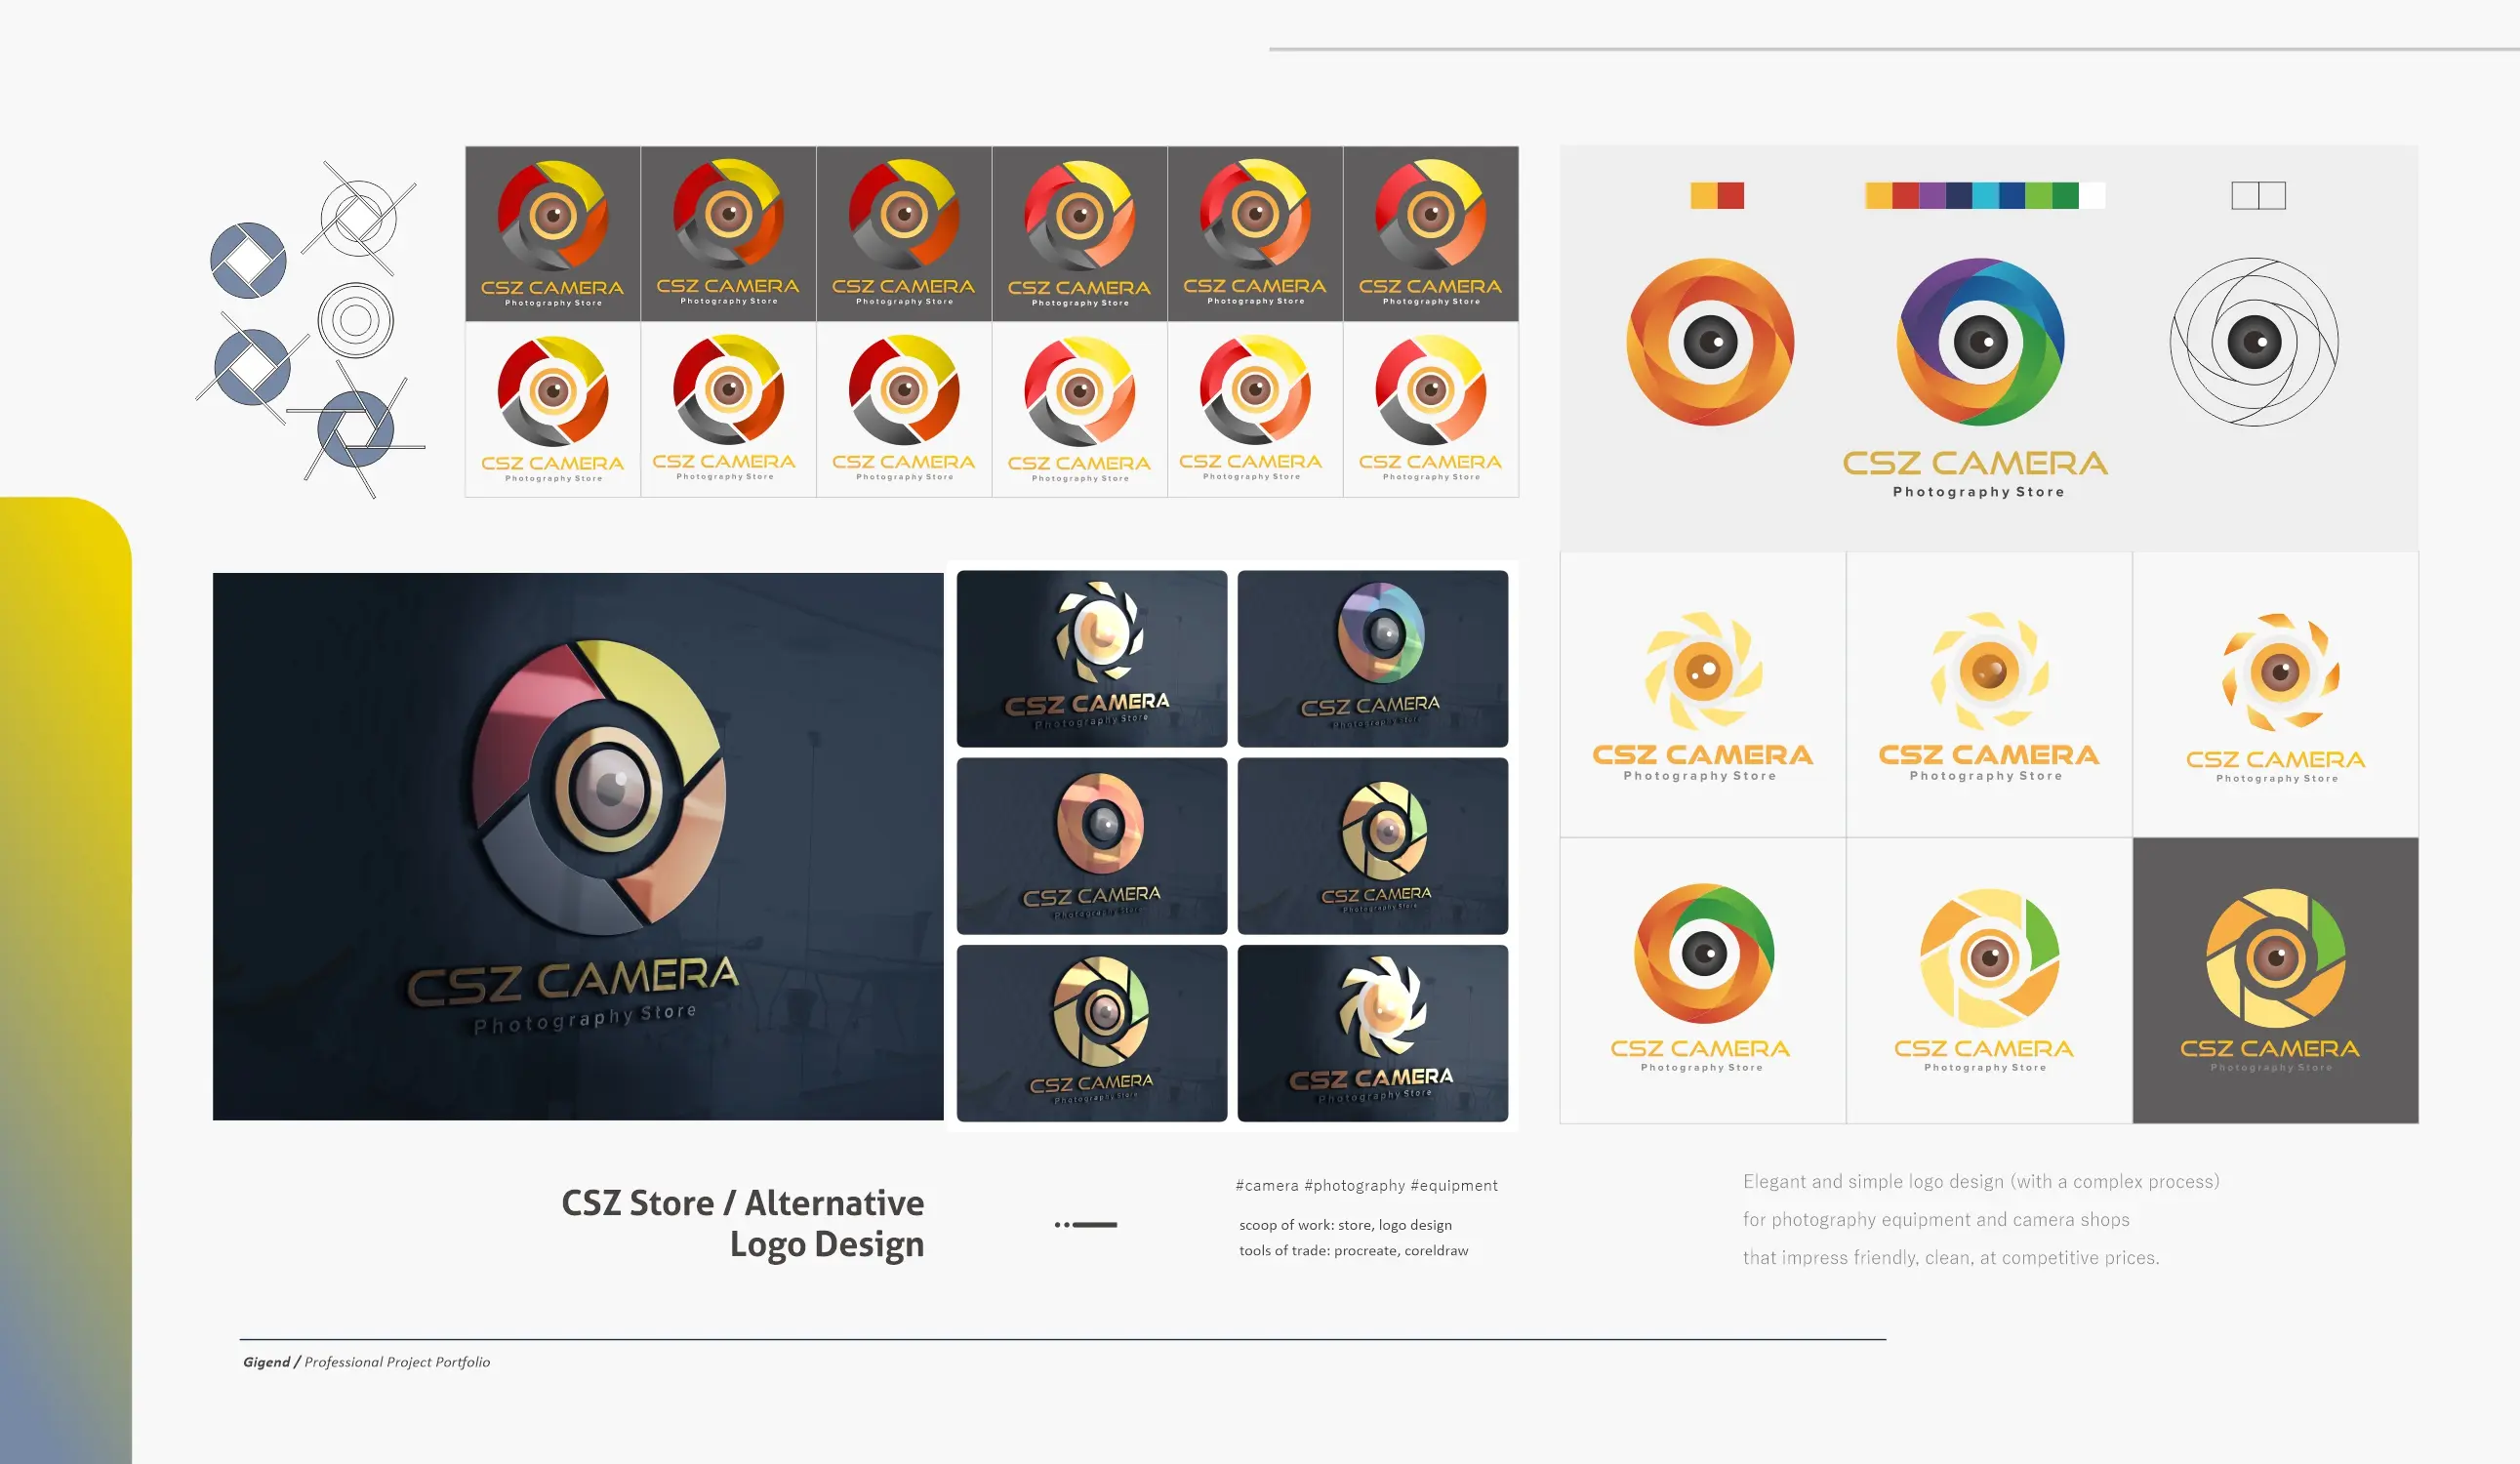 CSZ CAMERA
Photography Store
CSZ CAMERA
Photography Store
CSZ CAMERA
Photography Store
CSZ CAMERA
Photography Store
CSZ CAMERA
Photography Store
CSZ CAMERA
Photography Store
CSZ CAMERA
Photography Store
CSZ CAMERA
Photography Store
CSZ CAMERA
Photography Store
CSZ CAMERA
Photography Store
CSZ CAMERA
Photography Store
CSZ CAMERA
Photography Store
CSZ CAMERA
Photography Store
CSZ CAMERA
Photography Store
CSZ CAMERA
Photography Store
CSZ CAMERA
Photography Store
CSZ CAMERA
Photography Store
CSZ CAMERA
Photography Store
CSZ CAMERA
Photography Store
CSZ CAMERA
Photography Store
CSZ CAMERA
Photography Store
CSZ CAMERA
Photography Store
CSZ CAMERA
Photography Store
CSZ CAMERA
Photography Store
CSZ CAMERA
Photography Store
CSZ CAMERA
Photography Store
CSZ Store / Alternative
Logo Design
#camera #photography #equipment
scoop of work: store, logo design
tools of trade: procreate, coreldraw
Elegant and simple logo design (with a complex process)
for photography equipment and camera shops
that impress friendly, clean, at competitive prices.
Gigend / Professional Project Portfolio